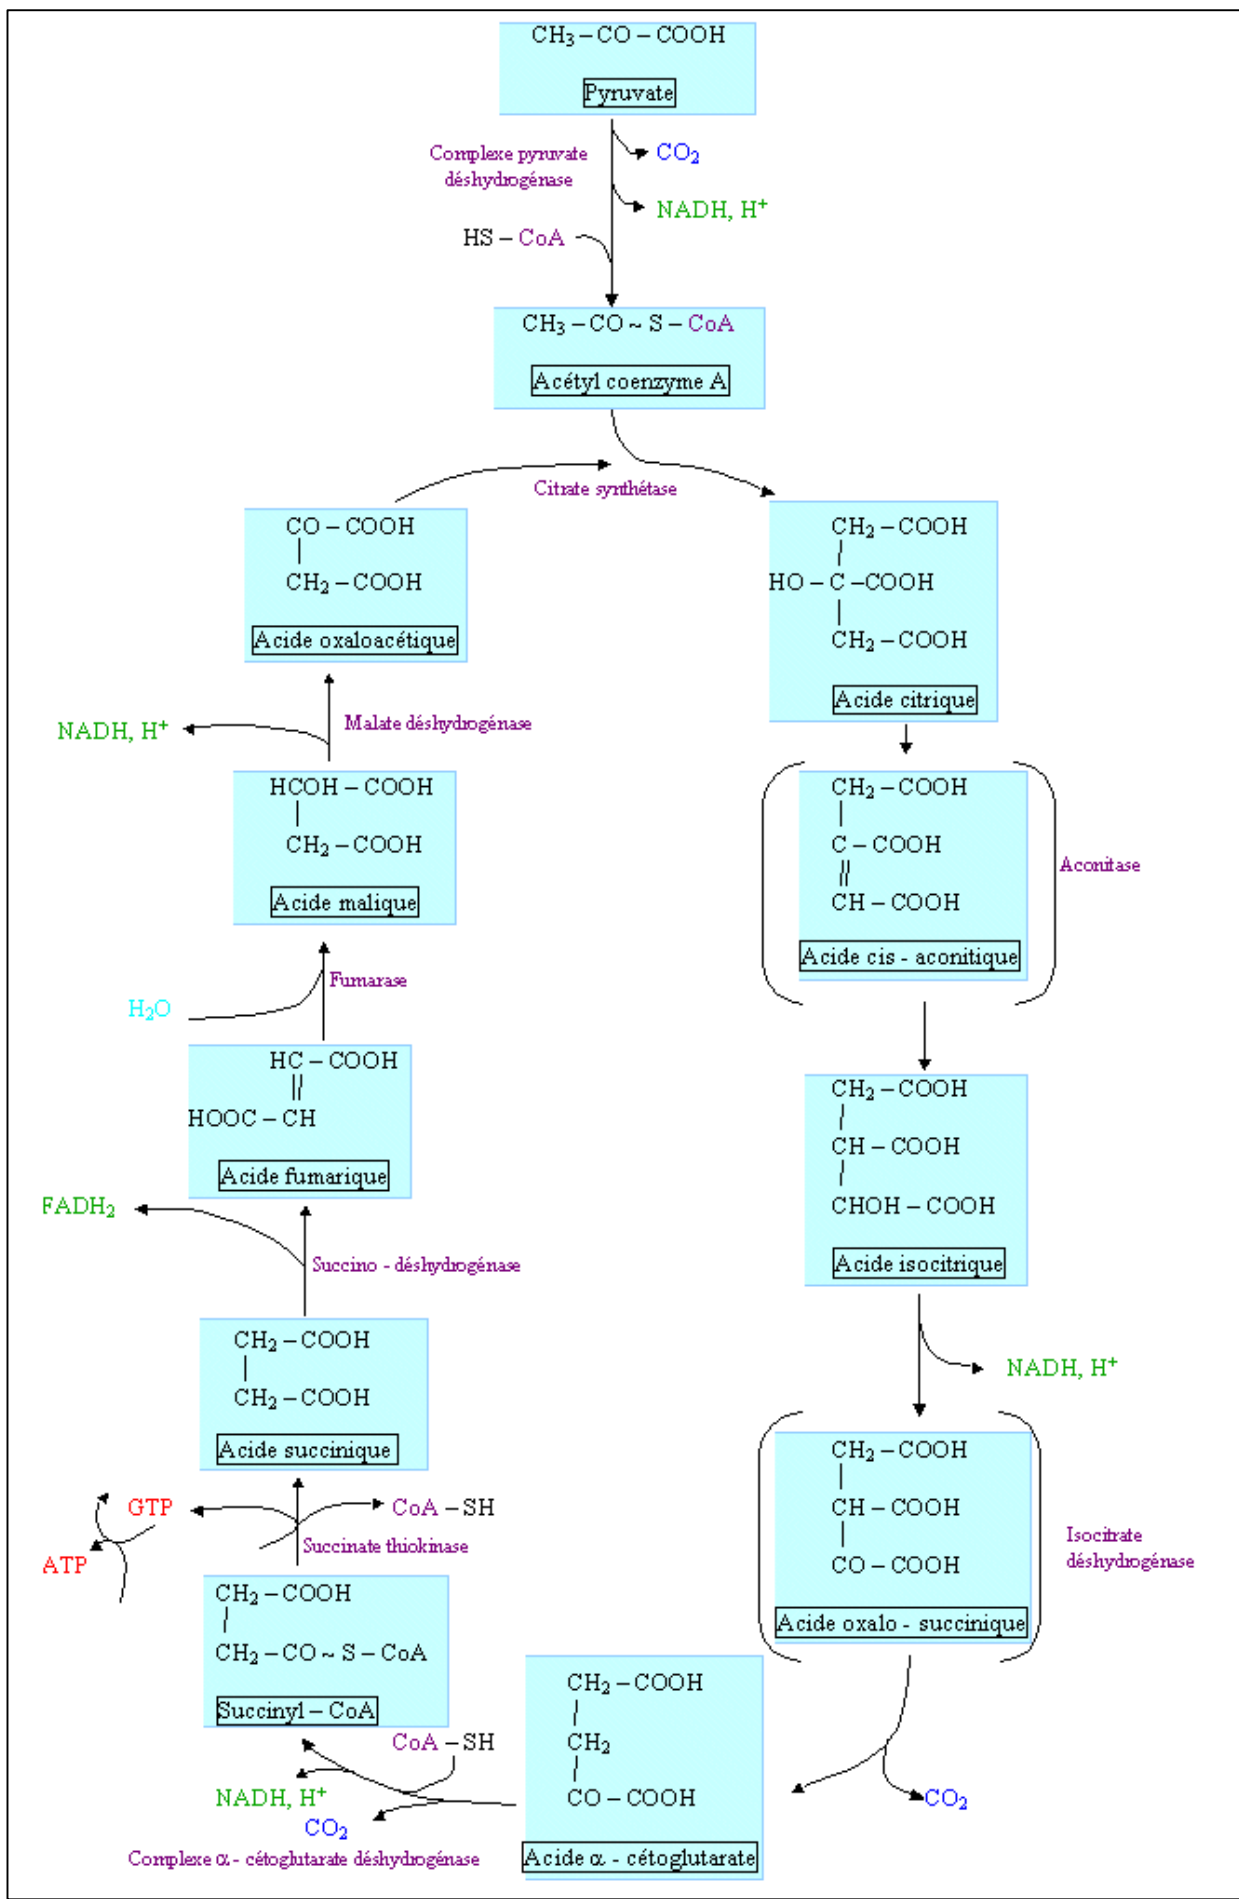 CH₃ – CO – COOH
Pyruvate
Complexe pyruvate
déshydrogénase
CO₂
NADH, H⁺
HS – CoA
CH₃ – CO ~ S – CoA
Acétyl coenzyme A
Citrate synthétase
CH₂ – COOH
HO – C – COOH
CH₂ – COOH
Acide citrique
CH₂ – COOH
C – COOH
CH – COOH
Acide cis - aconitique
Aconitase
CH₂ – COOH
CH – COOH
CHOH – COOH
Acide isocitrique
NADH, H⁺
CH₂ – COOH
CH – COOH
CO – COOH
Acide oxalo - succinique
Isocitrate
déshydrogénase
CO₂
CH₂ – COOH
CH₂
CO – COOH
Acide α - cétoglutarate
CoA – SH
NADH, H⁺
CO₂
Complexe α - cétoglutarate déshydrogénase
CH₂ – COOH
CH₂ – CO ~ S – CoA
Succinyl – CoA
Succinate thiokinase
GTP
ATP
CoA – SH
CH₂ – COOH
CH₂ – COOH
Acide succinique
Succino - déshydrogénase
FADH₂
HC – COOH
HOOC – CH
Acide fumarique
H₂O
Fumarase
HCOH – COOH
CH₂ – COOH
Acide malique
NADH, H⁺
Malate déshydrogénase
CO – COOH
CH₂ – COOH
Acide oxaloacétique